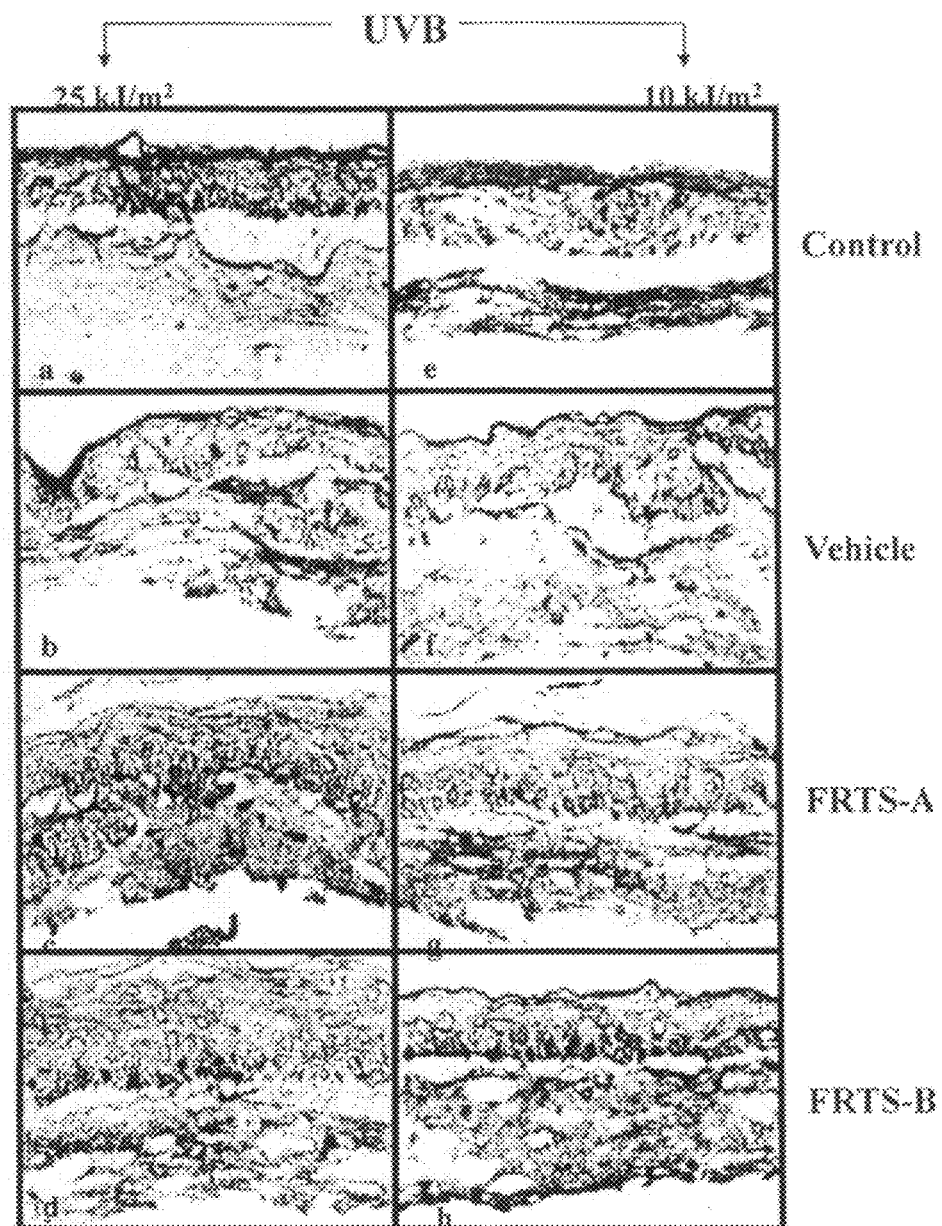 UVB
25 kJ/m²
10 kJ/m²
Control
a
e
Vehicle
b
f
FRTS-A
c
g
FRTS-B
d
h